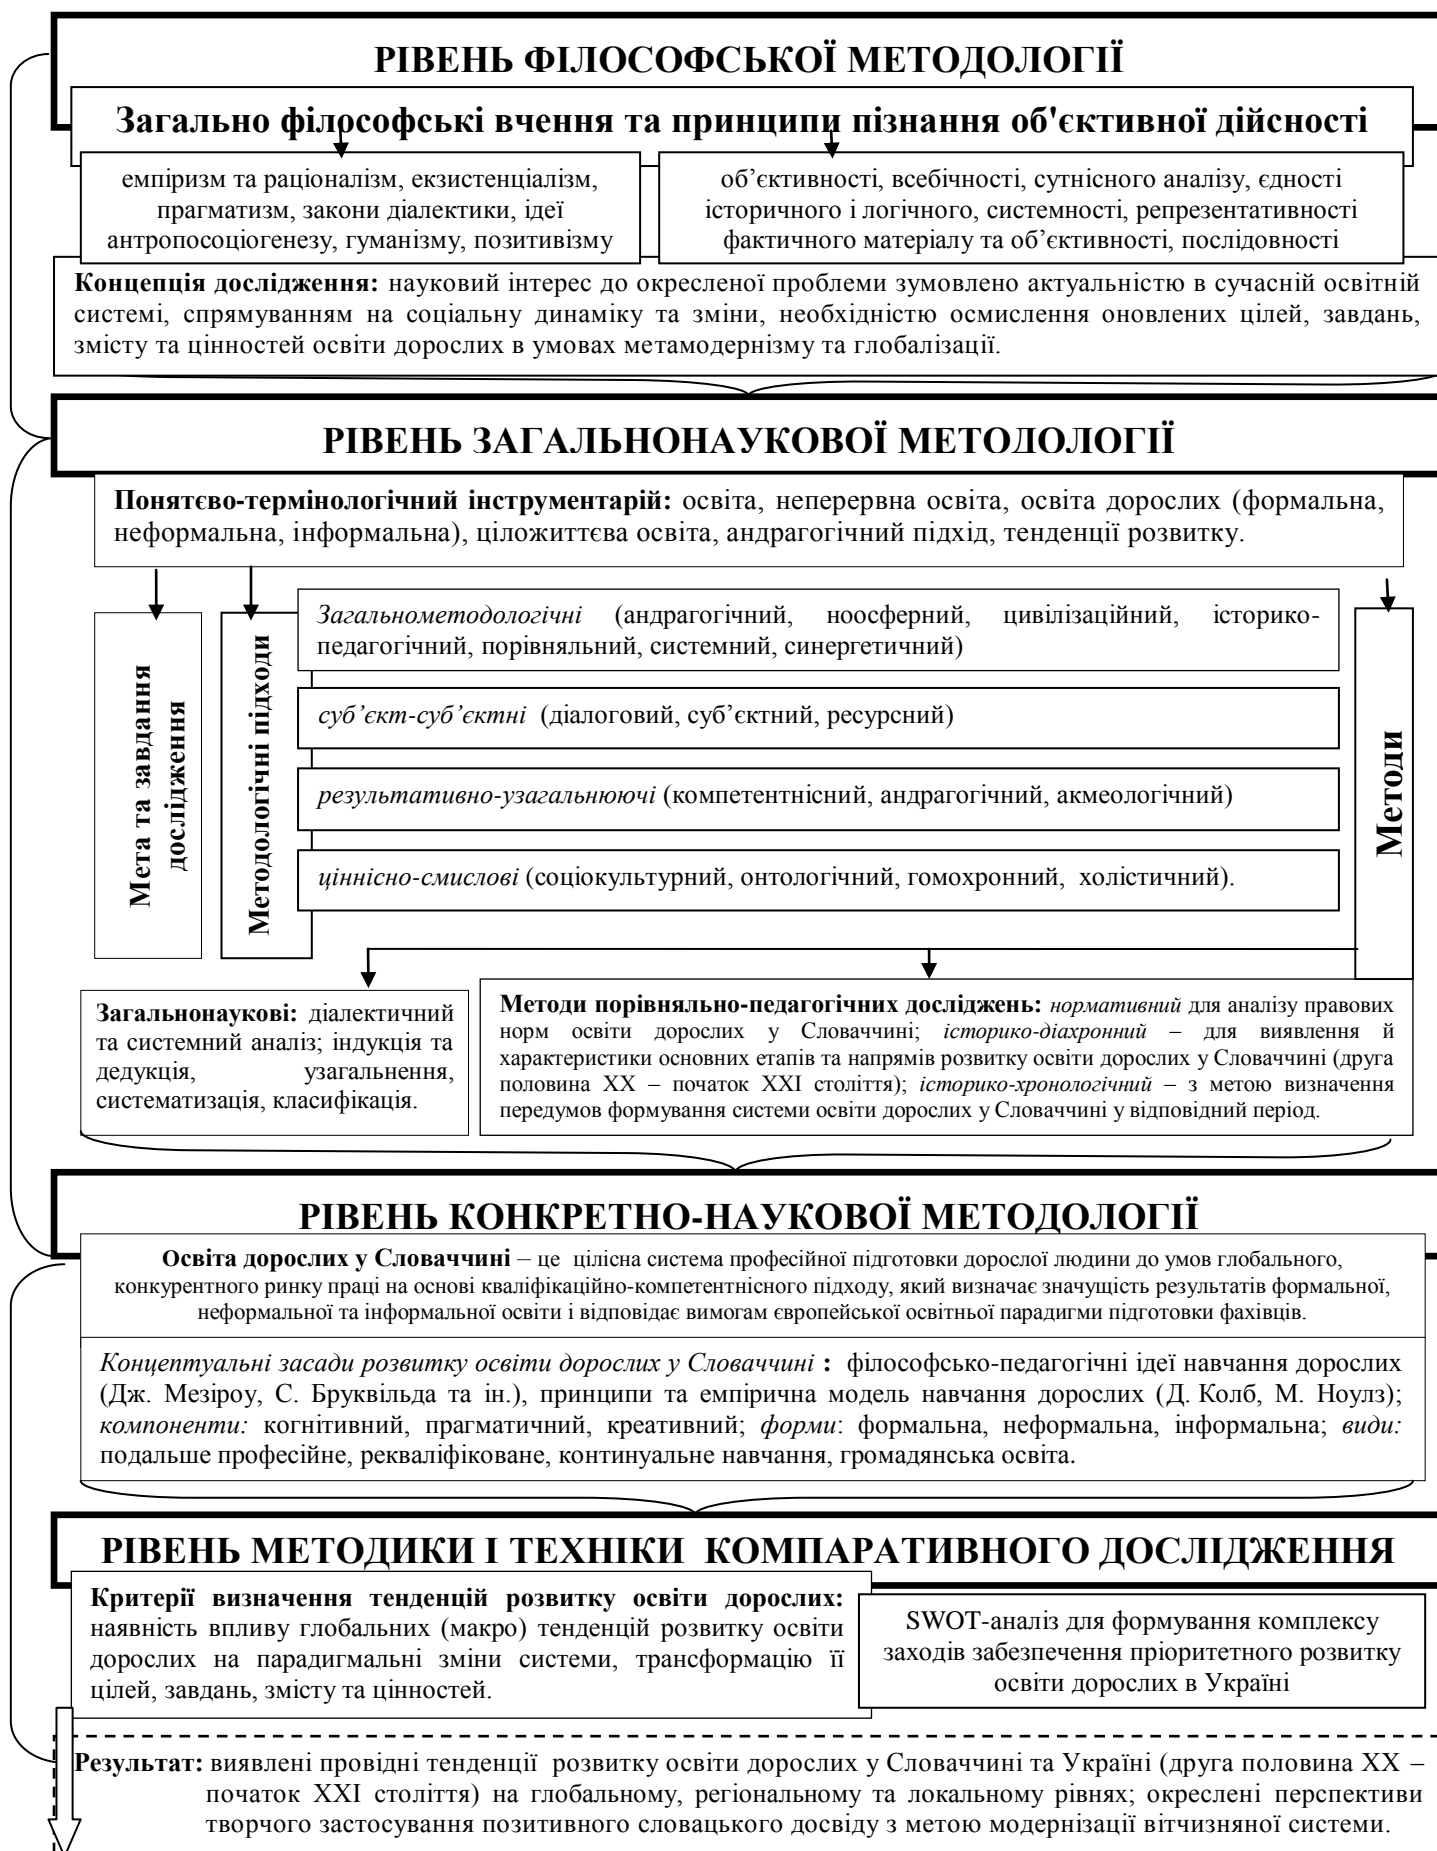 РІВЕНЬ ФІЛОСОФСЬКОЇ МЕТОДОЛОГІЇ
Загально філософські вчення та принципи пізнання об'єктивної дійсності
емпіризм та раціоналізм, екзистенціалізм,
прагматизм, закони діалектики, ідеї
антропосоціогенезу, гуманізму, позитивізму
об’єктивності, всебічності, сутнісного аналізу, єдності
історичного і логічного, системності, репрезентативності
фактичного матеріалу та об’єктивності, послідовності
Концепція дослідження: науковий інтерес до окресленої проблеми зумовлено актуальністю в сучасній освітній
системі, спрямуванням на соціальну динаміку та зміни, необхідністю осмислення оновлених цілей, завдань,
змісту та цінностей освіти дорослих в умовах метамодернізму та глобалізації.
РІВЕНЬ ЗАГАЛЬНОНАУКОВОЇ МЕТОДОЛОГІЇ
Понятєво-термінологічний інструментарій: освіта, неперервна освіта, освіта дорослих (формальна,
неформальна, інформальна), ціложиттєва освіта, андрагогічний підхід, тенденції розвитку.
Мета та завдання
дослідження
Методологічні підходи
Загальнометодологічні (андрагогічний, ноосферний, цивілізаційний, історико-
педагогічний, порівняльний, системний, синергетичний)
суб’єкт-суб’єктні (діалоговий, суб’єктний, ресурсний)
результативно-узагальнюючі (компетентнісний, андрагогічний, акмеологічний)
ціннісно-смислові (соціокультурний, онтологічний, гомохронний, холістичний).
Методи
Загальнонаукові: діалектичний
та системний аналіз; індукція та
дедукція, узагальнення,
систематизація, класифікація.
Методи порівняльно-педагогічних досліджень: нормативний для аналізу правових
норм освіти дорослих у Словаччині; історико-діахронний – для виявлення й
характеристики основних етапів та напрямів розвитку освіти дорослих у Словаччині (друга
половина ХХ – початок ХХІ століття); історико-хронологічний – з метою визначення
передумов формування системи освіти дорослих у Словаччині у відповідний період.
РІВЕНЬ КОНКРЕТНО-НАУКОВОЇ МЕТОДОЛОГІЇ
Освіта дорослих у Словаччині – це цілісна система професійної підготовки дорослої людини до умов глобального,
конкурентного ринку праці на основі кваліфікаційно-компетентнісного підходу, який визначає значущість результатів формальної,
неформальної та інформальної освіти і відповідає вимогам європейської освітньої парадигми підготовки фахівців.
Концептуальні засади розвитку освіти дорослих у Словаччині : філософсько-педагогічні ідеї навчання дорослих
(Дж. Мезіроу, С. Бруквільда та ін.), принципи та емпірична модель навчання дорослих (Д. Колб, М. Ноулз);
компоненти: когнітивний, прагматичний, креативний; форми: формальна, неформальна, інформальна; види:
подальше професійне, рекваліфіковане, континуальне навчання, громадянська освіта.
РІВЕНЬ МЕТОДИКИ І ТЕХНІКИ КОМПАРАТИВНОГО ДОСЛІДЖЕННЯ
Критерії визначення тенденцій розвитку освіти дорослих:
наявність впливу глобальних (макро) тенденцій розвитку освіти
дорослих на парадигмальні зміни системи, трансформацію її
цілей, завдань, змісту та цінностей.
SWOT-аналіз для формування комплексу
заходів забезпечення пріоритетного розвитку
освіти дорослих в Україні
Результат: виявлені провідні тенденції розвитку освіти дорослих у Словаччині та Україні (друга половина ХХ –
початок ХХІ століття) на глобальному, регіональному та локальному рівнях; окреслені перспективи
творчого застосування позитивного словацького досвіду з метою модернізації вітчизняної системи.